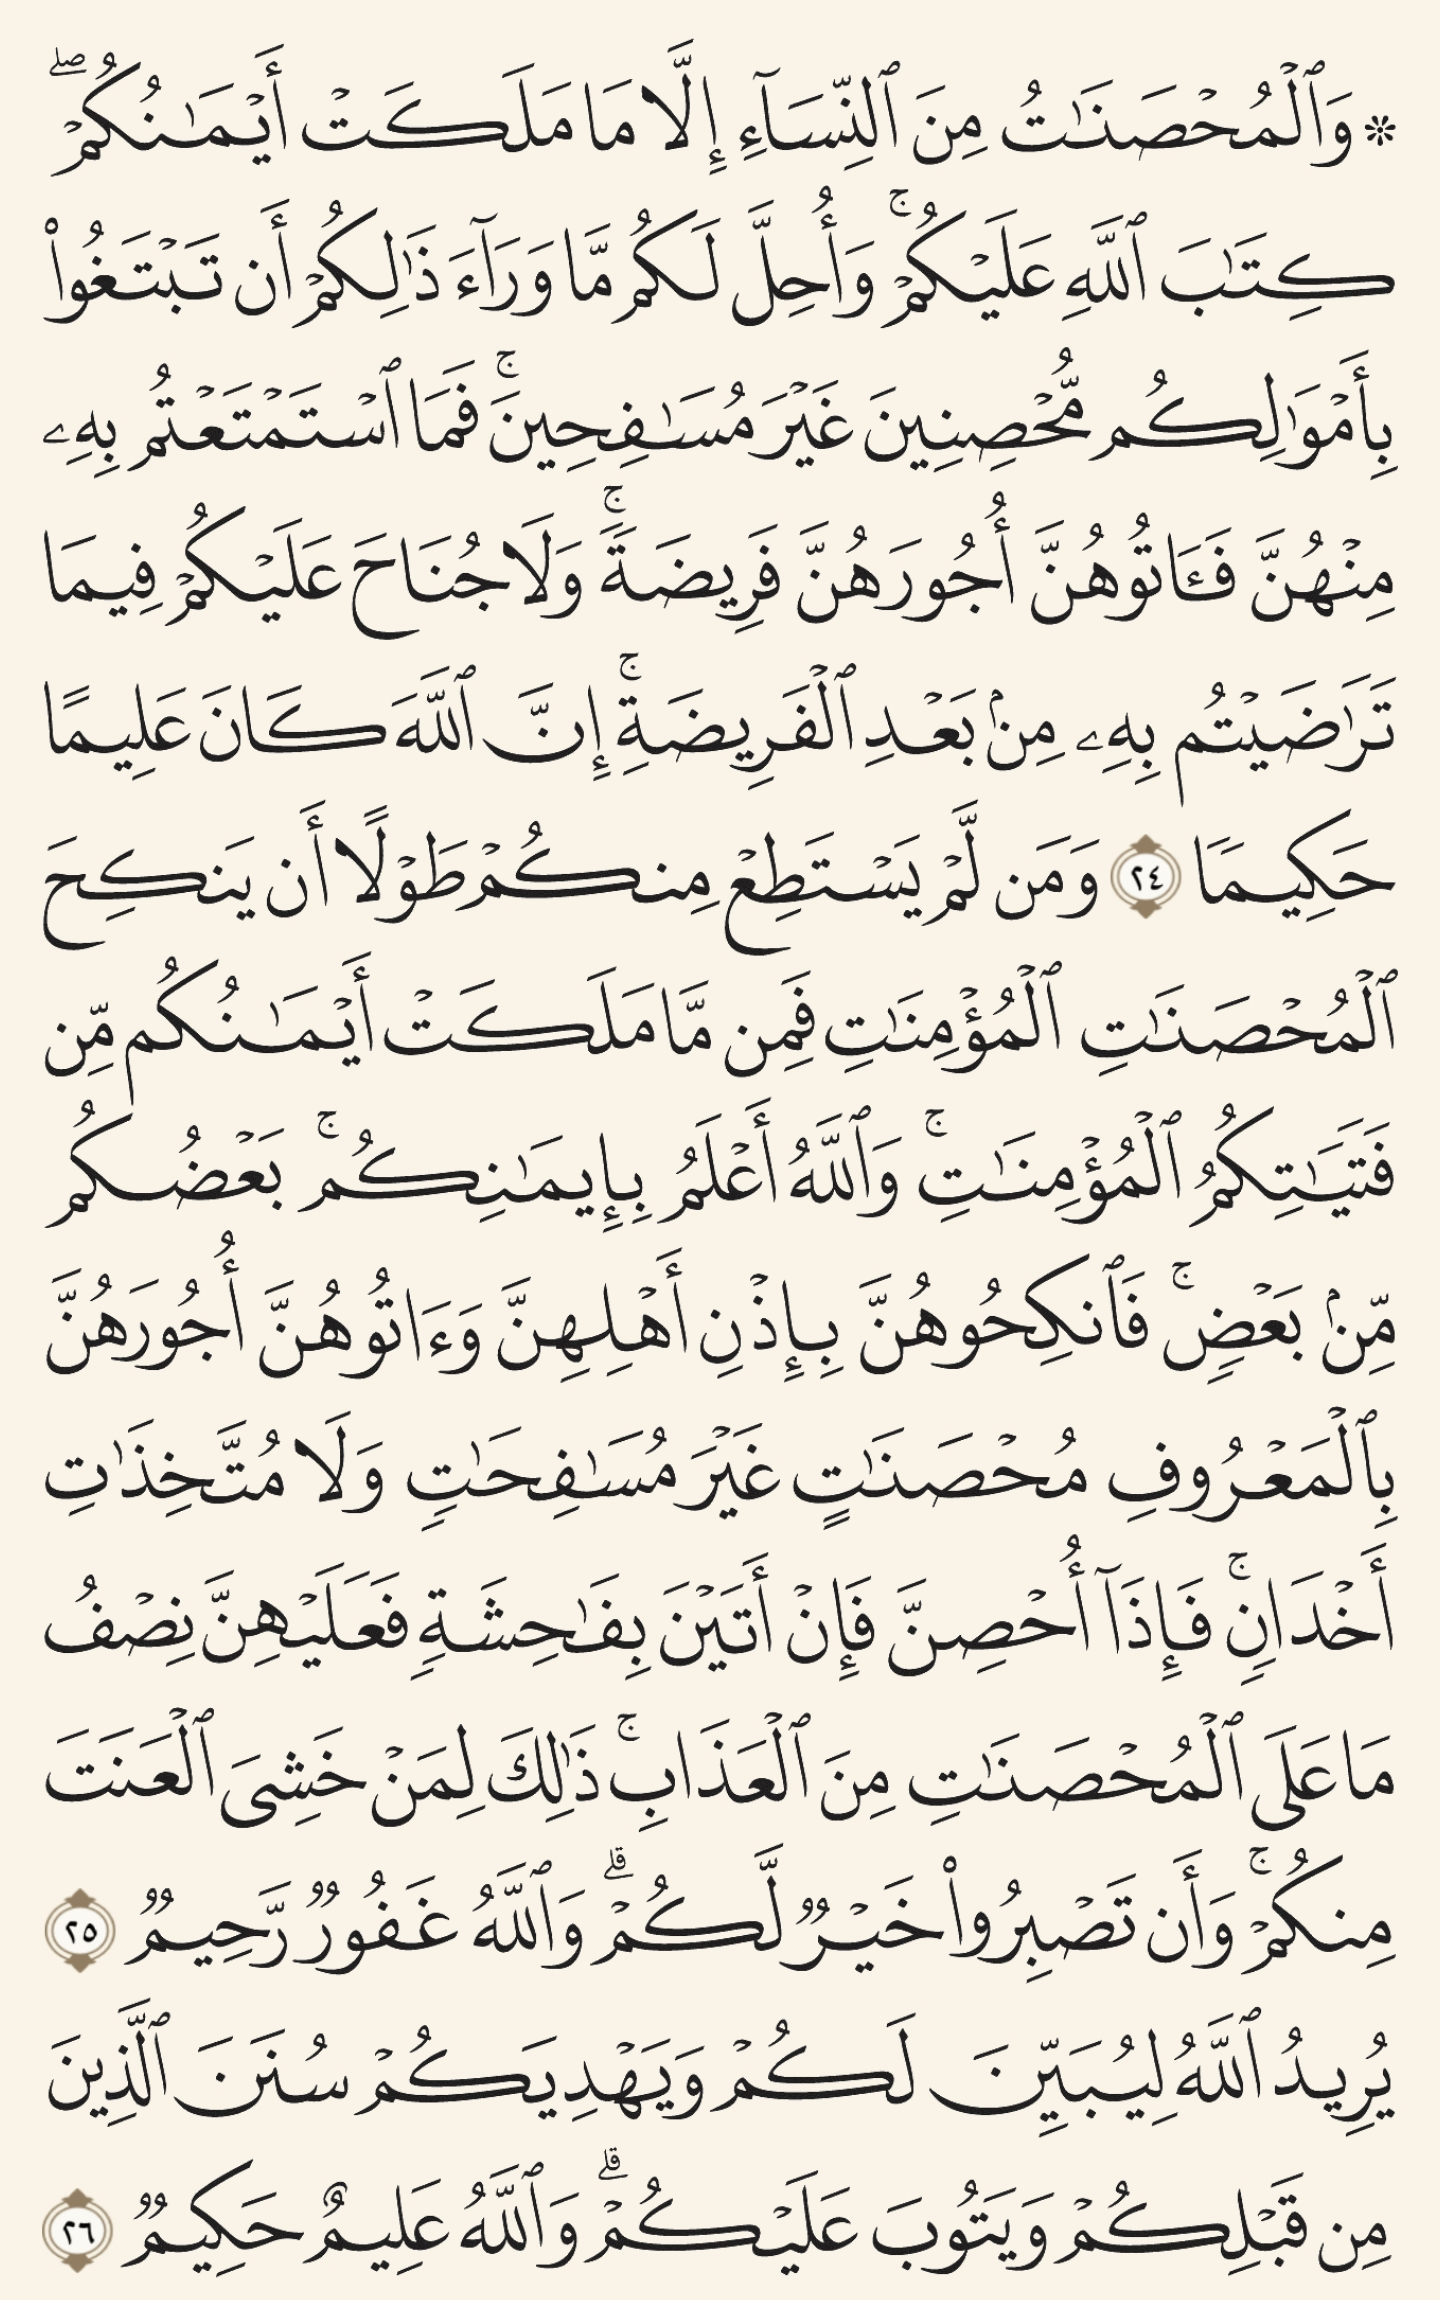 ۞ وَٱلۡمُحۡصَنَٰتُ مِنَ ٱلنِّسَآءِ إِلَّا مَا مَلَكَتۡ أَيۡمَٰنُكُمۡۖ
كِتَٰبَ ٱللَّهِ عَلَيۡكُمۡۚ وَأُحِلَّ لَكُم مَّا وَرَآءَ ذَٰلِكُمۡ أَن تَبۡتَغُواْ
بِأَمۡوَٰلِكُم مُّحۡصِنِينَ غَيۡرَ مُسَٰفِحِينَۚ فَمَا ٱسۡتَمۡتَعۡتُم بِهِۦ
مِنۡهُنَّ فَـَٔاتُوهُنَّ أُجُورَهُنَّ فَرِيضَةٗۚ وَلَا جُنَاحَ عَلَيۡكُمۡ فِيمَا
تَرَٰضَيۡتُم بِهِۦ مِنۢ بَعۡدِ ٱلۡفَرِيضَةِۚ إِنَّ ٱللَّهَ كَانَ عَلِيمًا
حَكِيمٗا ٢٤ وَمَن لَّمۡ يَسۡتَطِعۡ مِنكُمۡ طَوۡلًا أَن يَنكِحَ
ٱلۡمُحۡصَنَٰتِ ٱلۡمُؤۡمِنَٰتِ فَمِن مَّا مَلَكَتۡ أَيۡمَٰنُكُم مِّن
فَتَيَٰتِكُمُ ٱلۡمُؤۡمِنَٰتِۚ وَٱللَّهُ أَعۡلَمُ بِإِيمَٰنِكُمۚ بَعۡضُكُم
مِّنۢ بَعۡضٖۚ فَٱنكِحُوهُنَّ بِإِذۡنِ أَهۡلِهِنَّ وَءَاتُوهُنَّ أُجُورَهُنَّ
بِٱلۡمَعۡرُوفِ مُحۡصَنَٰتٍ غَيۡرَ مُسَٰفِحَٰتٖ وَلَا مُتَّخِذَٰتِ
أَخۡدَانٖۚ فَإِذَآ أُحۡصِنَّ فَإِنۡ أَتَيۡنَ بِفَٰحِشَةٖ فَعَلَيۡهِنَّ نِصۡفُ
مَا عَلَى ٱلۡمُحۡصَنَٰتِ مِنَ ٱلۡعَذَابِۚ ذَٰلِكَ لِمَنۡ خَشِيَ ٱلۡعَنَتَ
مِنكُمۡۚ وَأَن تَصۡبِرُواْ خَيۡرٞ لَّكُمۡۗ وَٱللَّهُ غَفُورٞ رَّحِيمٞ ٢٥
يُرِيدُ ٱللَّهُ لِيُبَيِّنَ لَكُمۡ وَيَهۡدِيَكُمۡ سُنَنَ ٱلَّذِينَ
مِن قَبۡلِكُمۡ وَيَتُوبَ عَلَيۡكُمۡۗ وَٱللَّهُ عَلِيمٌ حَكِيمٞ ٢٦